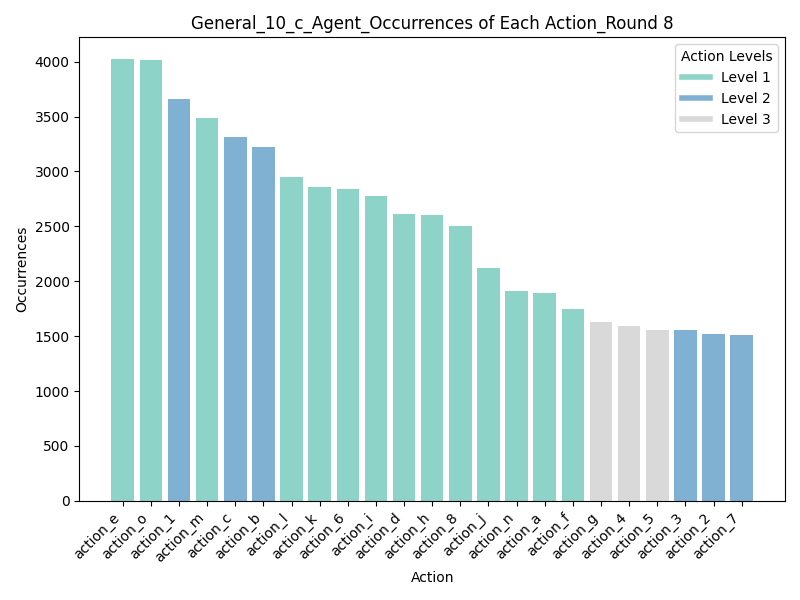 General_10_c_Agent_Occurrences of Each Action_Round 8
Action Levels
Level 1
Level 2
Level 3
Occurrences
4000
3500
3000
2500
2000
1500
1000
500
0
action_e
action_o
action_1
action_m
action_c
action_b
action_l
action_k
action_6
action_i
action_d
action_h
action_8
action_j
action_n
action_a
action_f
action_g
action_4
action_5
action_3
action_2
action_7
Action